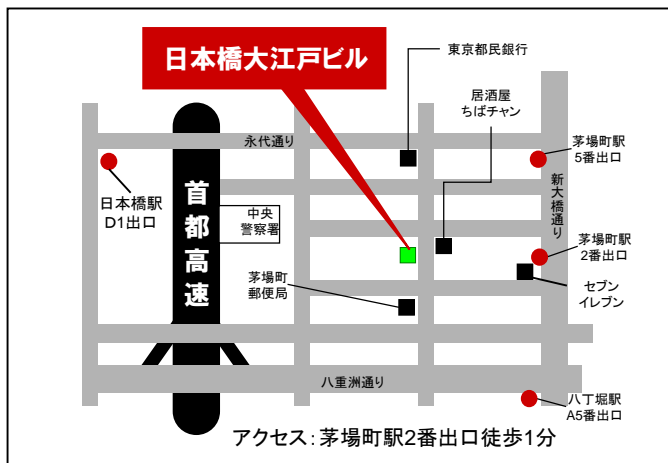 日本橋大江戸ビル
東京都民銀行
居酒屋
ちばチャン
永代通り
茅場町駅
5番出口
日本橋駅
D1出口
首都高速
中央
警察署
新大橋通り
茅場町駅
2番出口
茅場町
郵便局
セブン
イレブン
八重洲通り
八丁堀駅
A5番出口
アクセス：茅場町駅2番出口徒歩1分